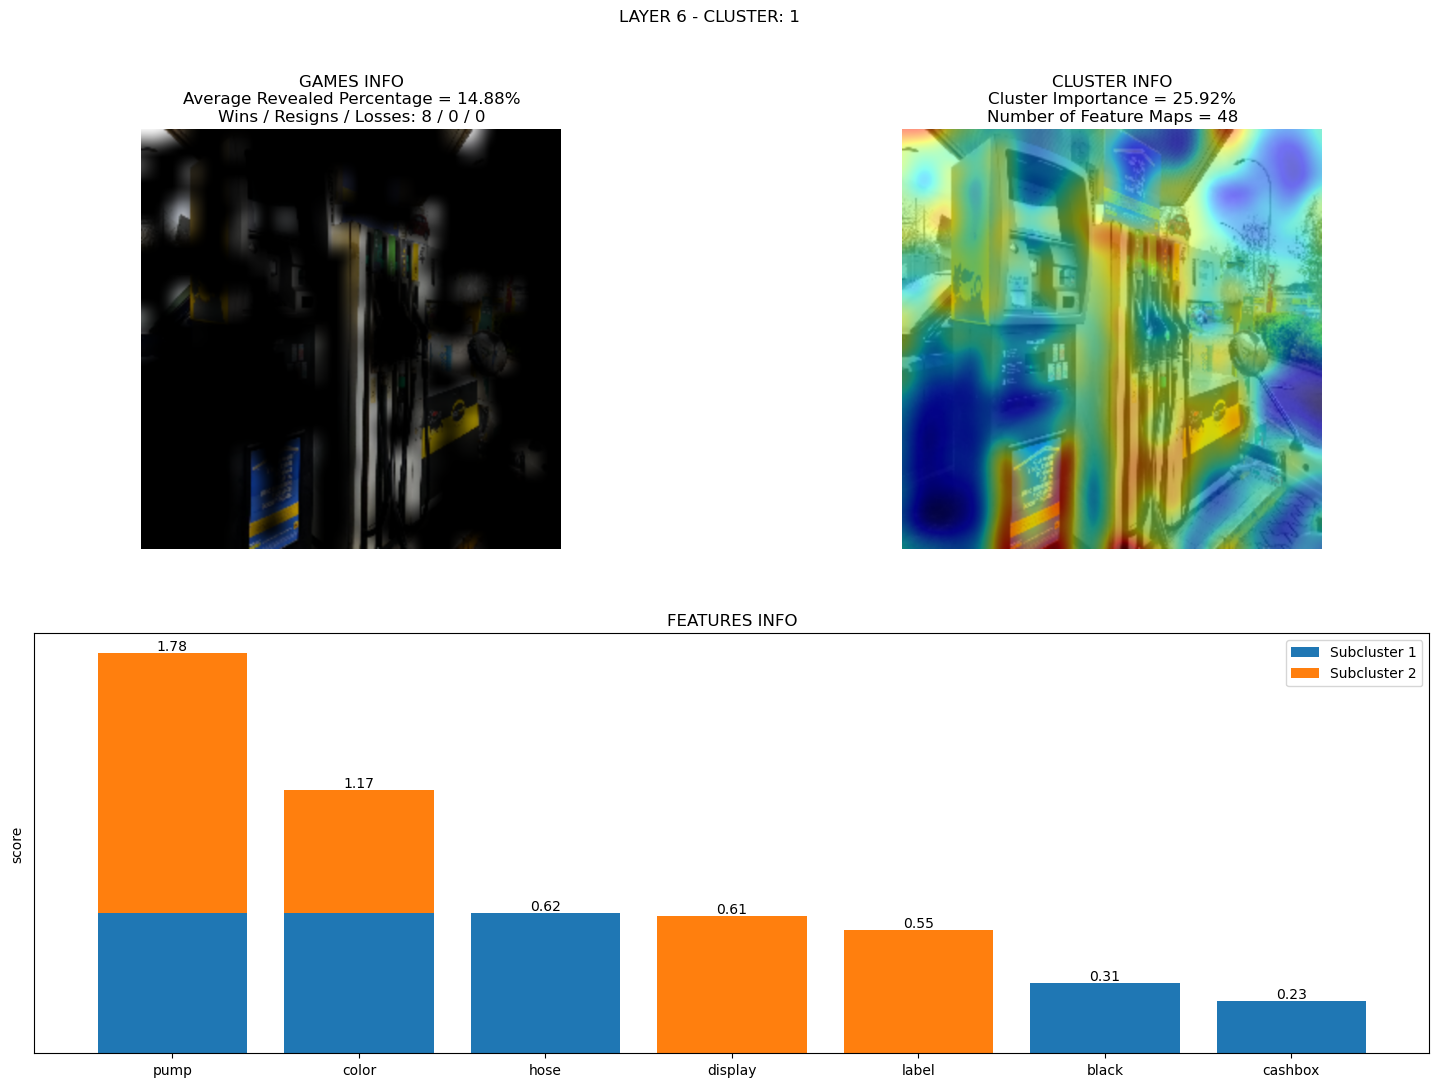 LAYER 6 - CLUSTER: 1
GAMES INFO
Average Revealed Percentage = 14.88%
Wins / Resigns / Losses: 8 / 0 / 0
CLUSTER INFO
Cluster Importance = 25.92%
Number of Feature Maps = 48
FEATURES INFO
Subcluster 1
Subcluster 2
score
1.78
1.17
0.62
0.61
0.55
0.31
0.23
pump
color
hose
display
label
black
cashbox